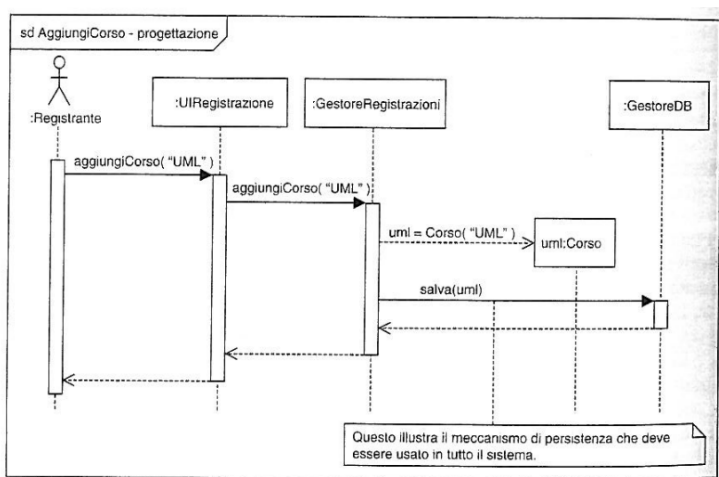 sd AggiungiCorso - progettazione
:Registrante
:UIRegistrazione
:GestoreRegistrazioni
:GestoreDB
aggiungiCorso( "UML" )
aggiungiCorso( "UML" )
uml = Corso( "UML" )
uml:Corso
salva(uml)
Questo illustra il meccanismo di persistenza che deve
essere usato in tutto il sistema.